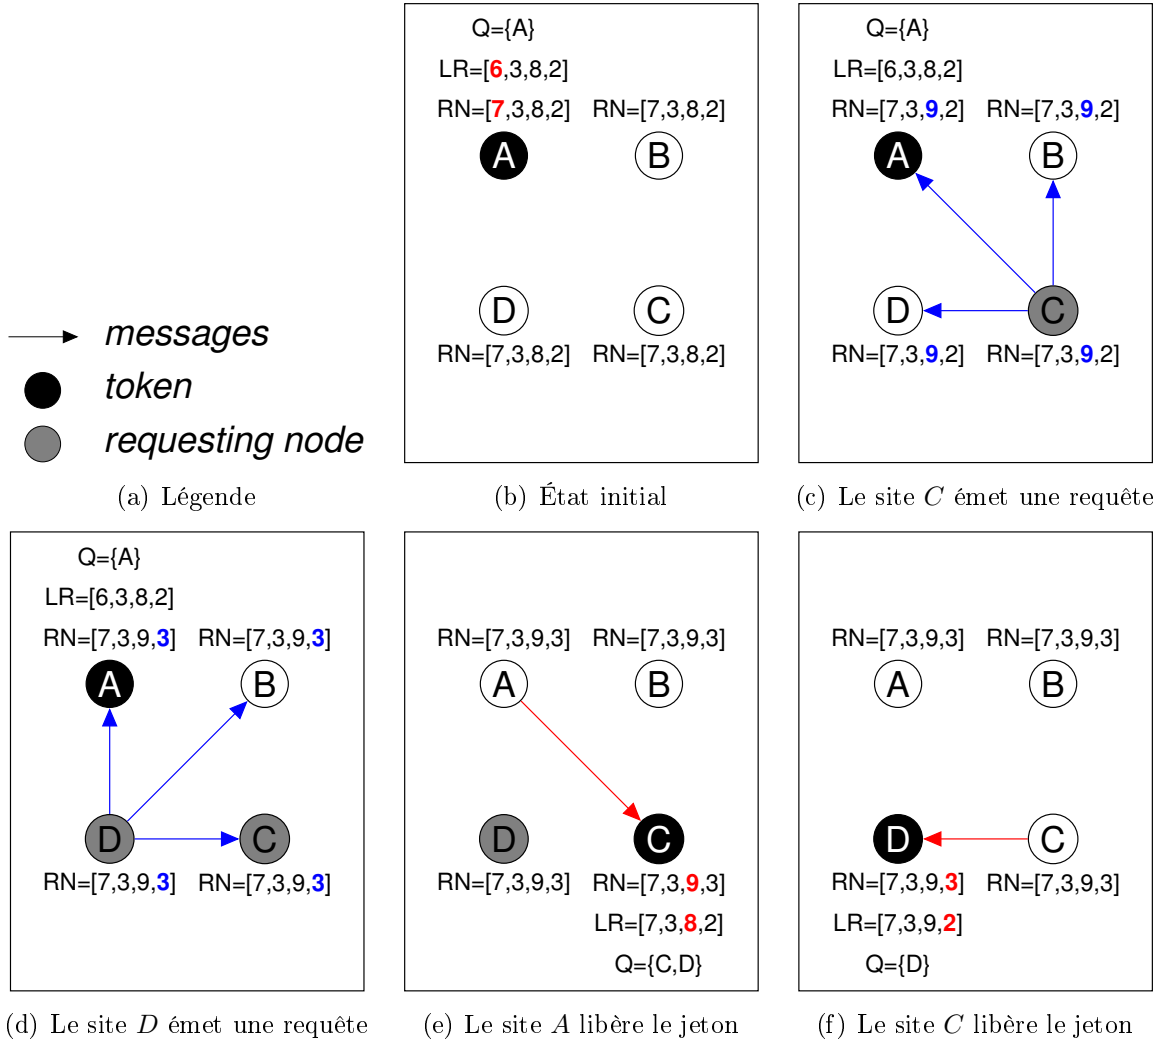 messages
token
requesting node
(a) Légende
Q={A}
LR=[6,3,8,2]
RN=[7,3,8,2] RN=[7,3,8,2]
A B
D C
RN=[7,3,8,2] RN=[7,3,8,2]
(b) État initial
Q={A}
LR=[6,3,8,2]
RN=[7,3,9,2] RN=[7,3,9,2]
A B
D C
RN=[7,3,9,2] RN=[7,3,9,2]
(c) Le site C émet une requête
Q={A}
LR=[6,3,8,2]
RN=[7,3,9,3] RN=[7,3,9,3]
A B
D C
RN=[7,3,9,3] RN=[7,3,9,3]
(d) Le site D émet une requête
RN=[7,3,9,3] RN=[7,3,9,3]
A B
D C
RN=[7,3,9,3] RN=[7,3,9,3]
LR=[7,3,8,2]
Q={C,D}
(e) Le site A libère le jeton
RN=[7,3,9,3] RN=[7,3,9,3]
A B
D C
RN=[7,3,9,3] RN=[7,3,9,3]
LR=[7,3,9,2]
Q={D}
(f) Le site C libère le jeton